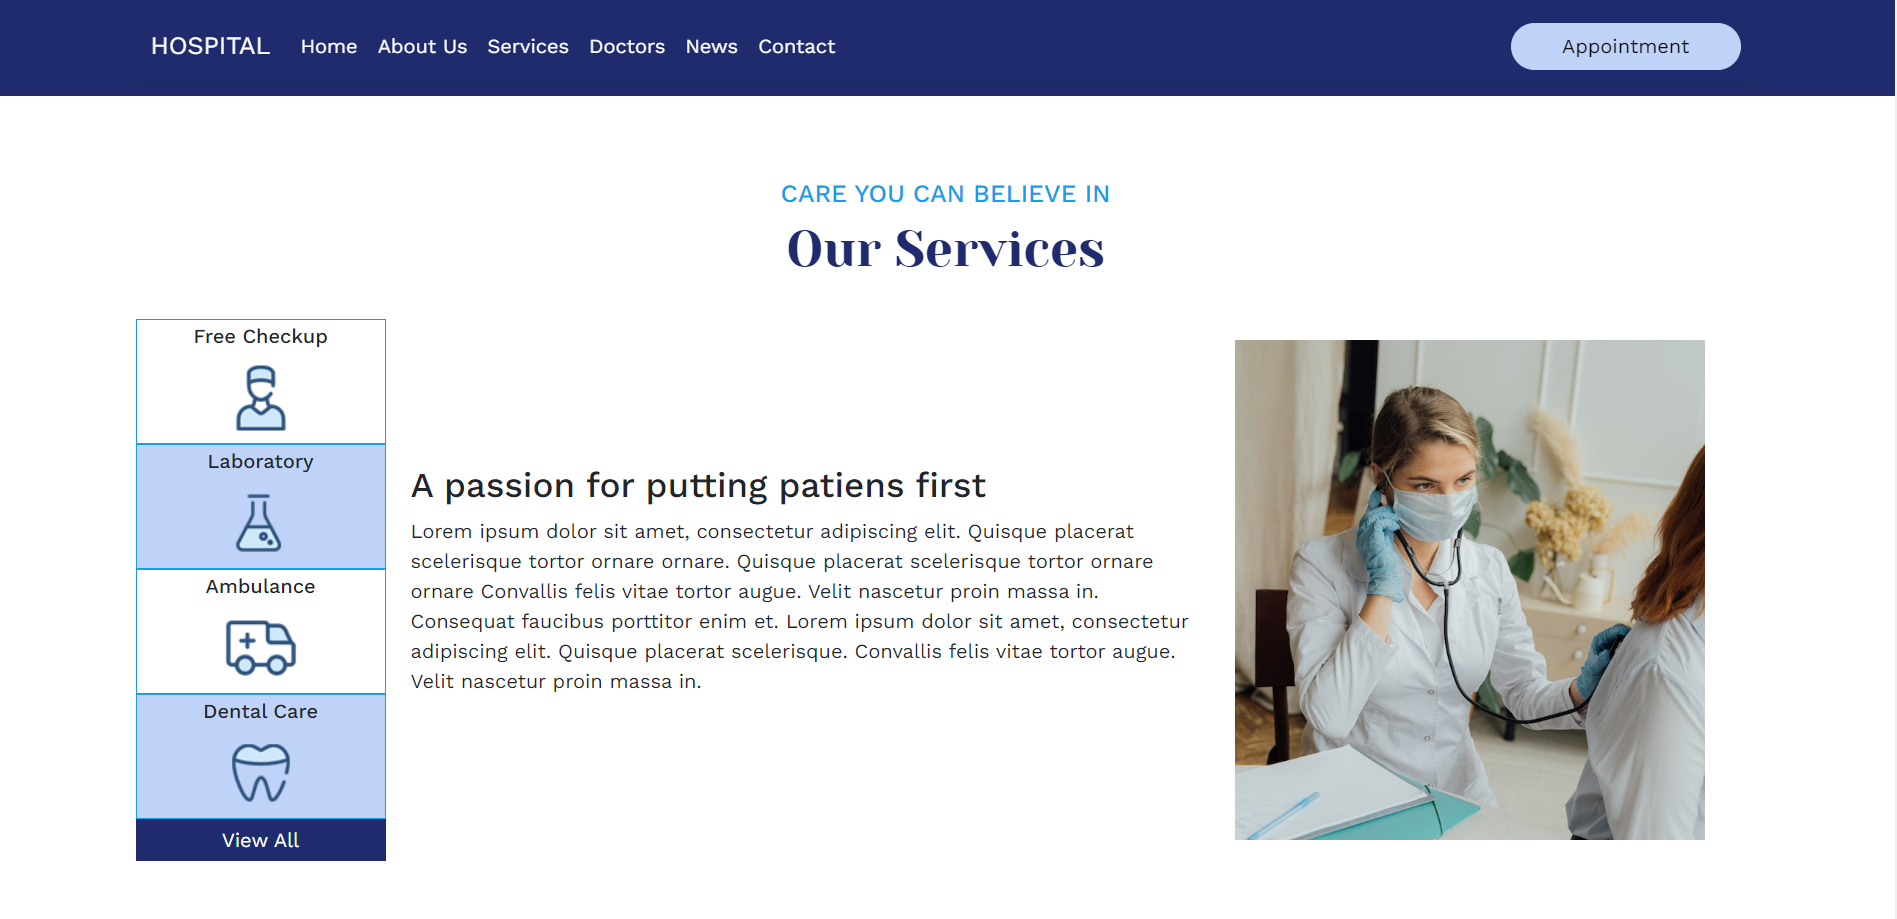 HOSPITAL Home About Us Services Doctors News Contact Appointment
CARE YOU CAN BELIEVE IN
Our Services
Free Checkup
Laboratory
Ambulance
Dental Care
View All
A passion for putting patiens first
Lorem ipsum dolor sit amet, consectetur adipiscing elit. Quisque placerat
scelerisque tortor ornare ornare. Quisque placerat scelerisque tortor ornare
ornare Convallis felis vitae tortor augue. Velit nascetur proin massa in.
Consequat faucibus porttitor enim et. Lorem ipsum dolor sit amet, consectetur
adipiscing elit. Quisque placerat scelerisque. Convallis felis vitae tortor augue.
Velit nascetur proin massa in.